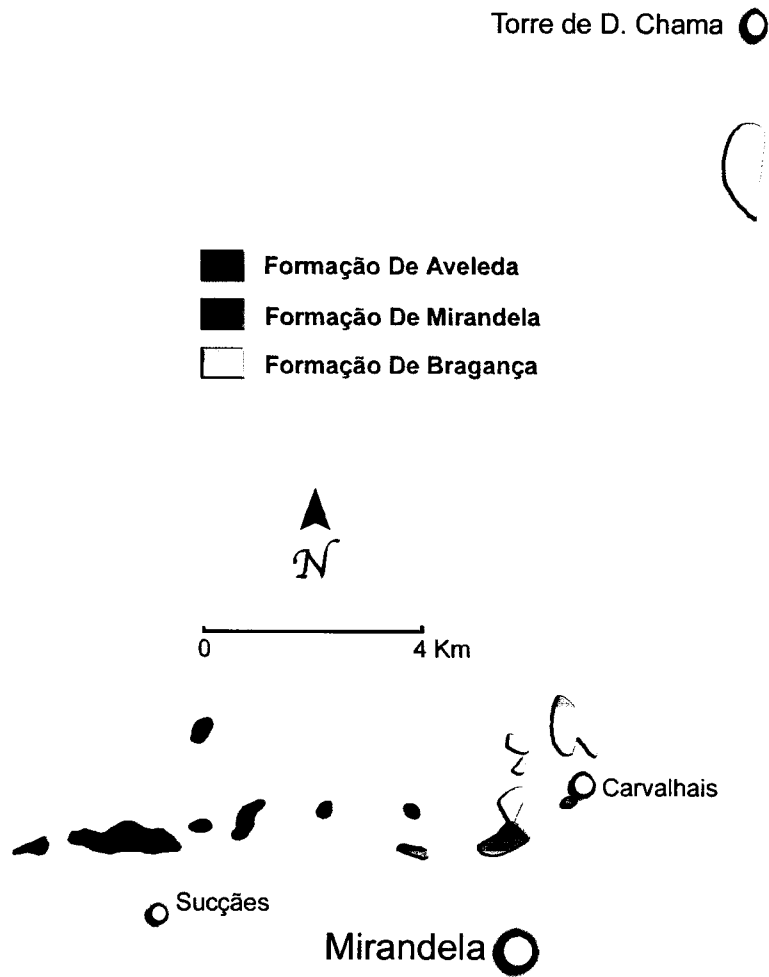 Torre de D. Chama
Formação De Aveleda
Formação De Mirandela
Formação De Bragança
N
0 4 Km
Carvalhais
Sucções
Mirandela